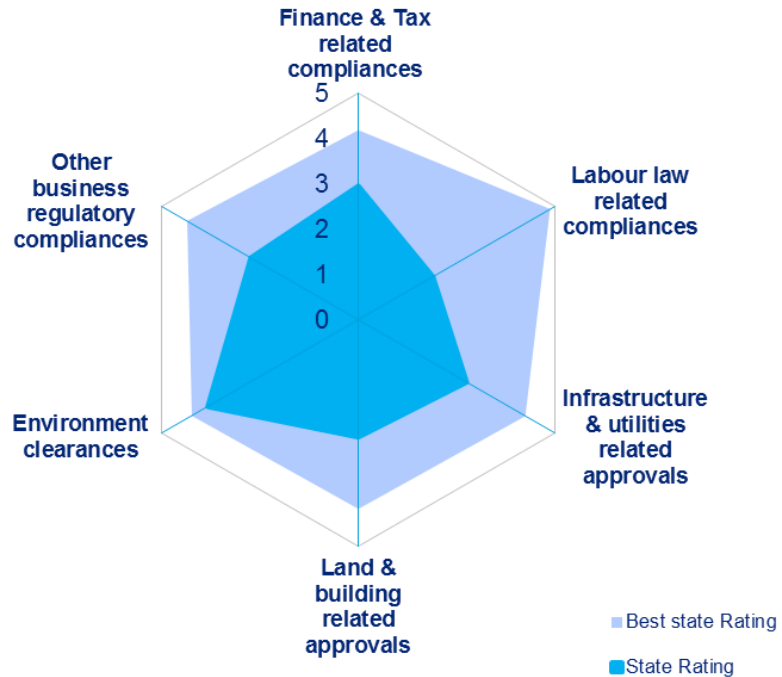 Finance & Tax
related
compliances
5
4
3
2
1
0
Other
business
regulatory
compliances
Labour law
related
compliances
Environment
clearances
Infrastructure
& utilities
related
approvals
Land &
building
related
approvals
Best state Rating
State Rating